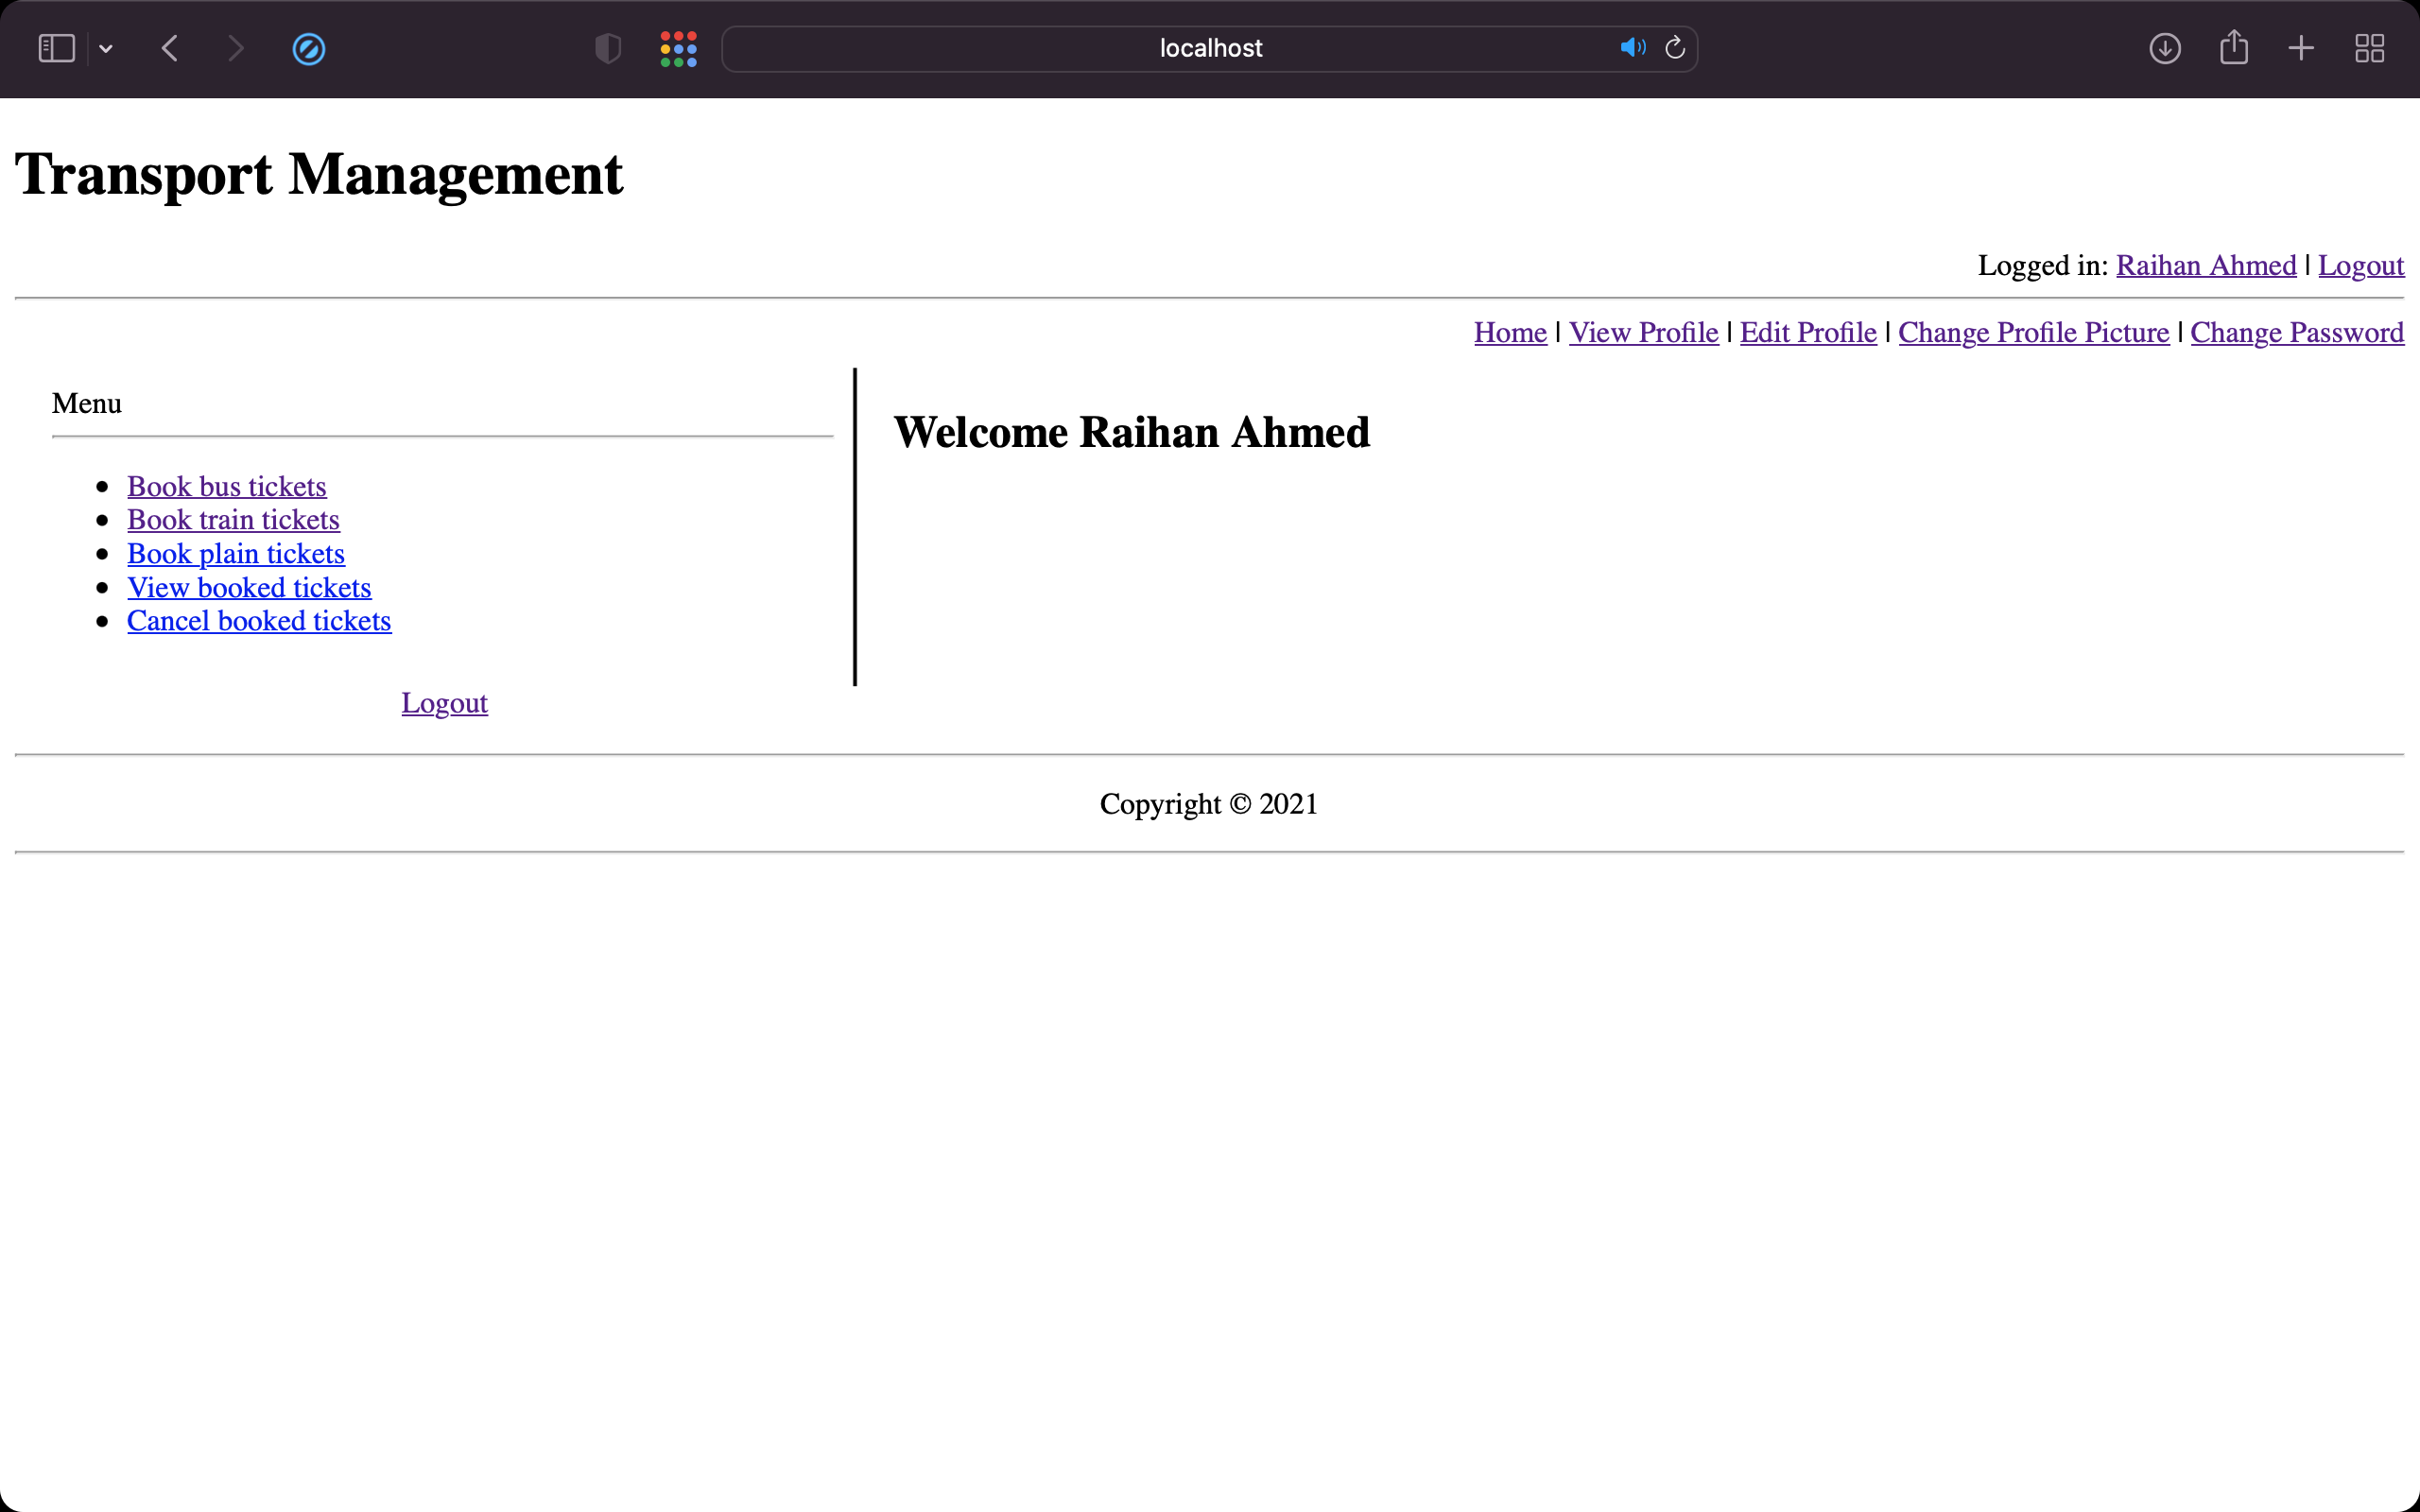 localhost
Transport Management
Logged in: Raihan Ahmed | Logout
Home | View Profile | Edit Profile | Change Profile Picture | Change Password
Menu
Welcome Raihan Ahmed
Book bus tickets
Book train tickets
Book plain tickets
View booked tickets
Cancel booked tickets
Logout
Copyright © 2021